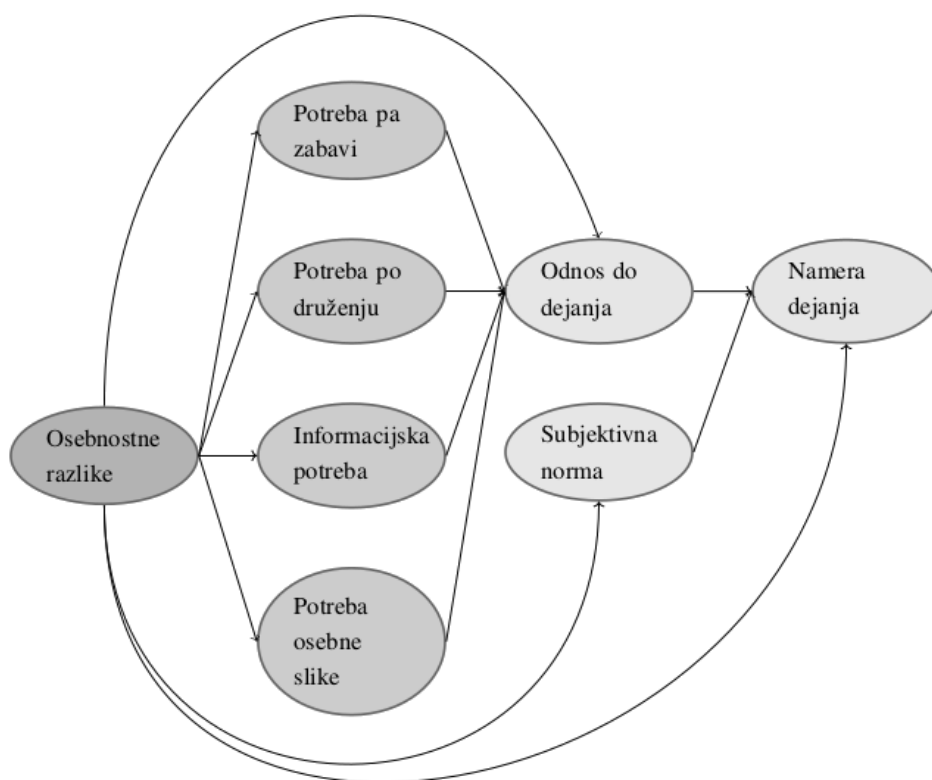 Potreba pa
zabavi
Potreba po
druženju
Odnos do
dejanja
Namera
dejanja
Osebnostne
razlike
Informacijska
potreba
Subjektivna
norma
Potreba
osebne
slike